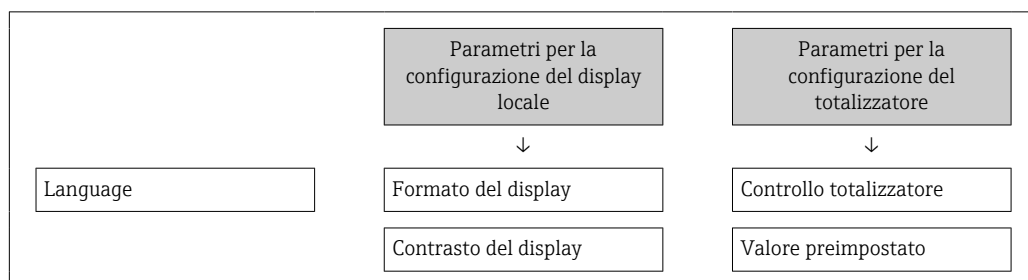 Parametri per la
configurazione del display
locale
Parametri per la
configurazione del
totalizzatore
↓
↓
Language
Formato del display
Controllo totalizzatore
Contrasto del display
Valore preimpostato